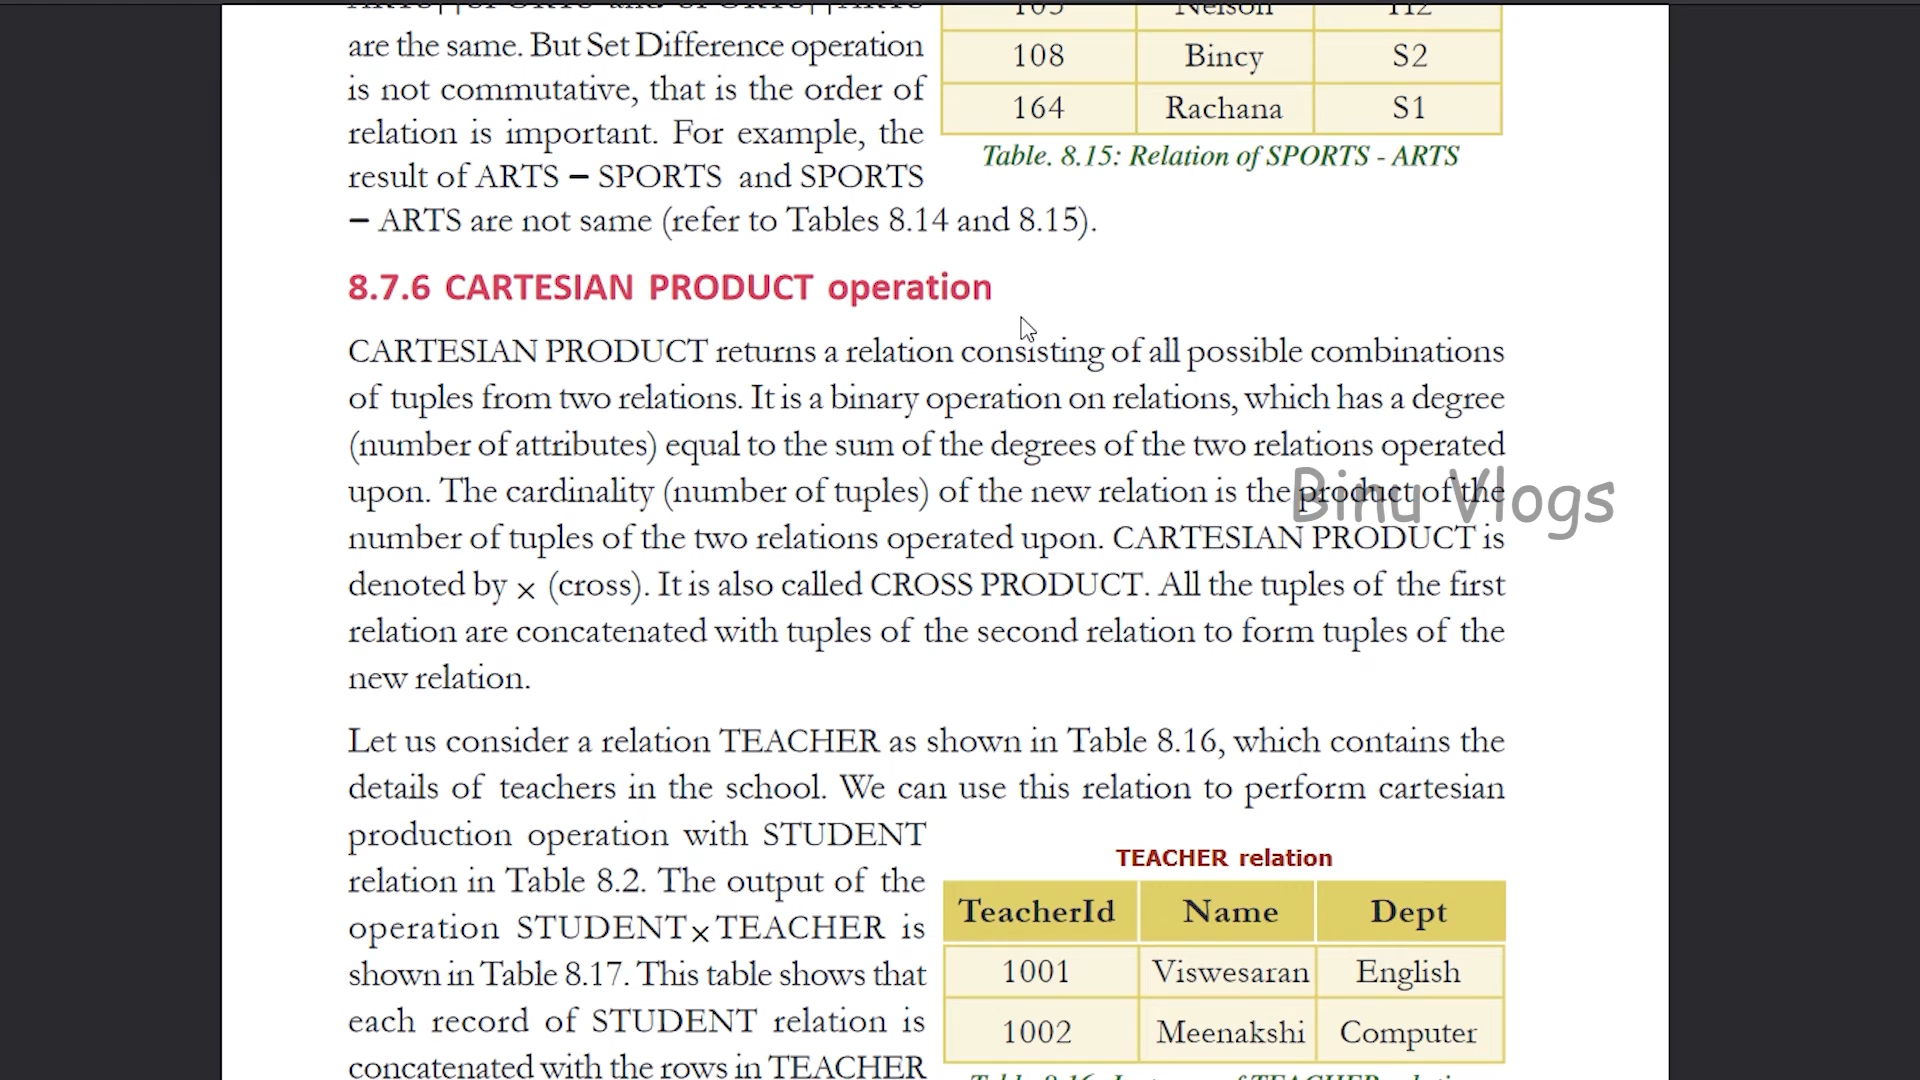 ARTS SPORTS and SPORTS ARTS
are the same. But Set Difference operation
is not commutative, that is the order of
relation is important. For example, the
result of ARTS – SPORTS and SPORTS
– ARTS are not same (refer to Tables 8.14 and 8.15).
Nelson
108 Bincy S2
164 Rachana S1
Table. 8.15: Relation of SPORTS - ARTS
8.7.6 CARTESIAN PRODUCT operation
CARTESIAN PRODUCT returns a relation consisting of all possible combinations
of tuples from two relations. It is a binary operation on relations, which has a degree
(number of attributes) equal to the sum of the degrees of the two relations operated
upon. The cardinality (number of tuples) of the new relation is the product of the
number of tuples of the two relations operated upon. CARTESIAN PRODUCT is
denoted by × (cross). It is also called CROSS PRODUCT. All the tuples of the first
relation are concatenated with tuples of the second relation to form tuples of the
new relation.
Binu Vlogs
Let us consider a relation TEACHER as shown in Table 8.16, which contains the
details of teachers in the school. We can use this relation to perform cartesian
production operation with STUDENT
relation in Table 8.2. The output of the
operation STUDENT×TEACHER is
shown in Table 8.17. This table shows that
each record of STUDENT relation is
concatenated with the rows in TEACHER
TEACHER relation
TeacherId Name Dept
1001 Viswesaran English
1002 Meenakshi Computer